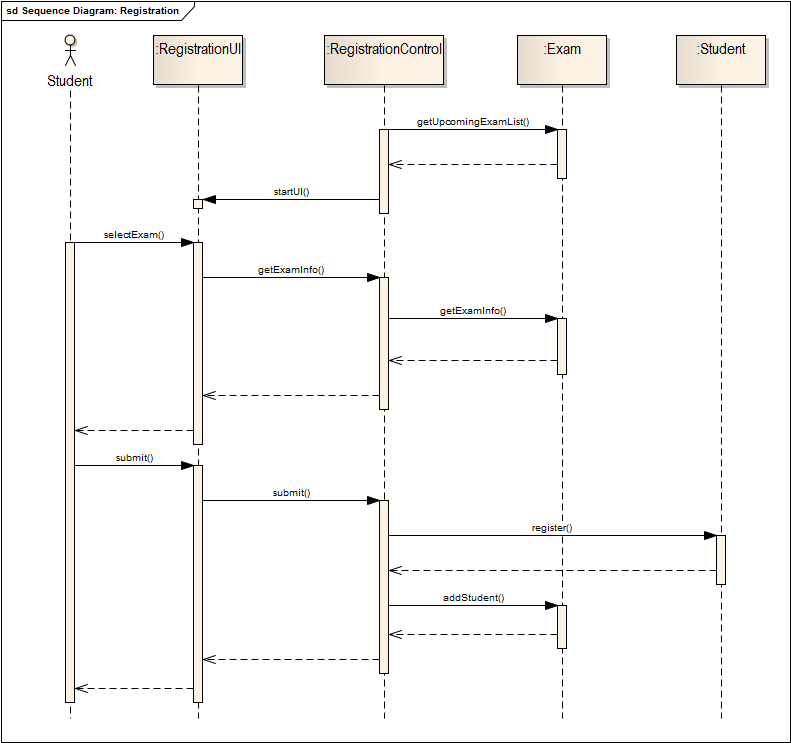 sd Sequence Diagram: Registration
Student
:RegistrationUI
:RegistrationControl
:Exam
:Student
getUpcomingExamList()
startUI()
selectExam()
getExamInfo()
getExamInfo()
submit()
submit()
register()
addStudent()